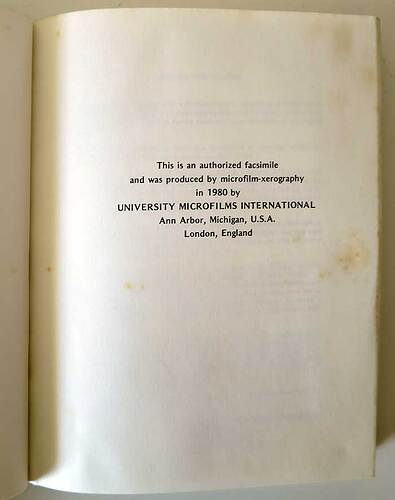 This is an authorized facsimile
and was produced by microfilm-xerography
in 1980 by
UNIVERSITY MICROFILMS INTERNATIONAL
Ann Arbor, Michigan, U.S.A.
London, England